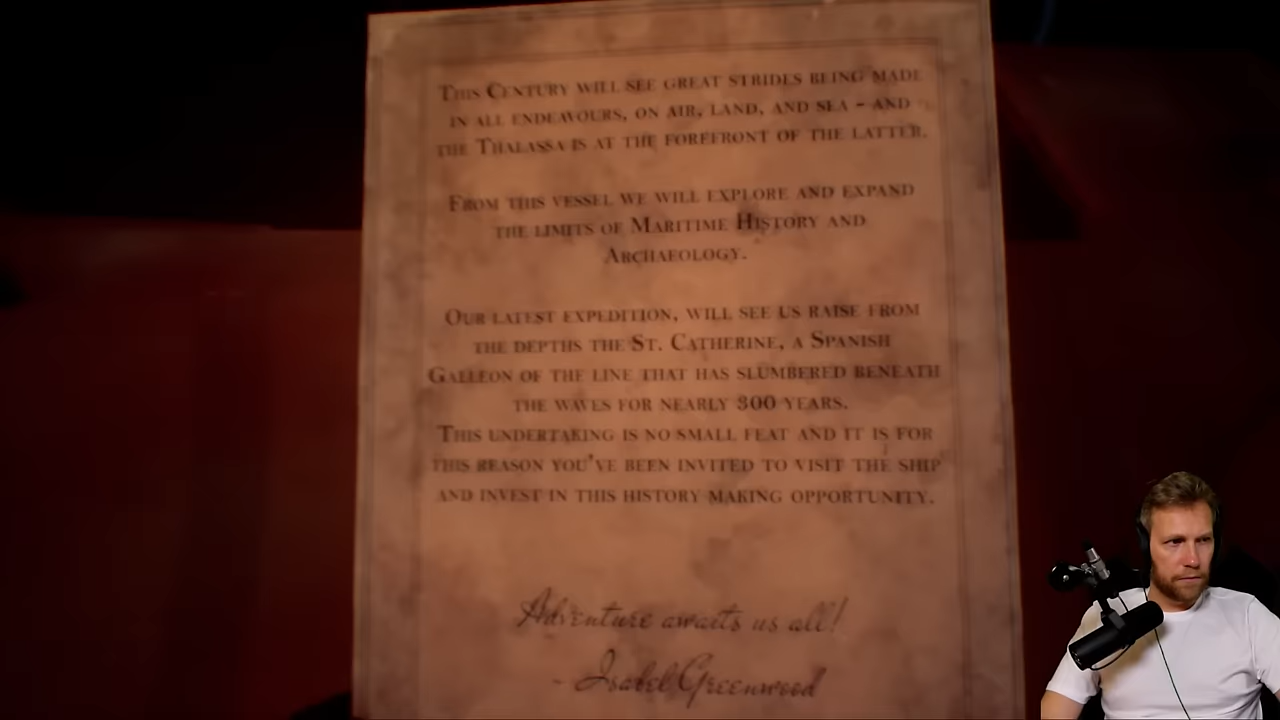 This Century will see great strides being made
in all endeavours, on air, land, and sea - and
the Thalassa is at the forefront of the latter.
From this vessel we will explore and expand
the limits of Maritime History and
Archaeology.
Our latest expedition, will see us raise from
the depths the St. Catherine, a Spanish
Galleon of the line that has slumbered beneath
the waves for nearly 300 years.
This undertaking is no small feat and it is for
this reason you've been invited to visit the ship
and invest in this history making opportunity.
Adventure awaits us all!
- Isabel Greenwood